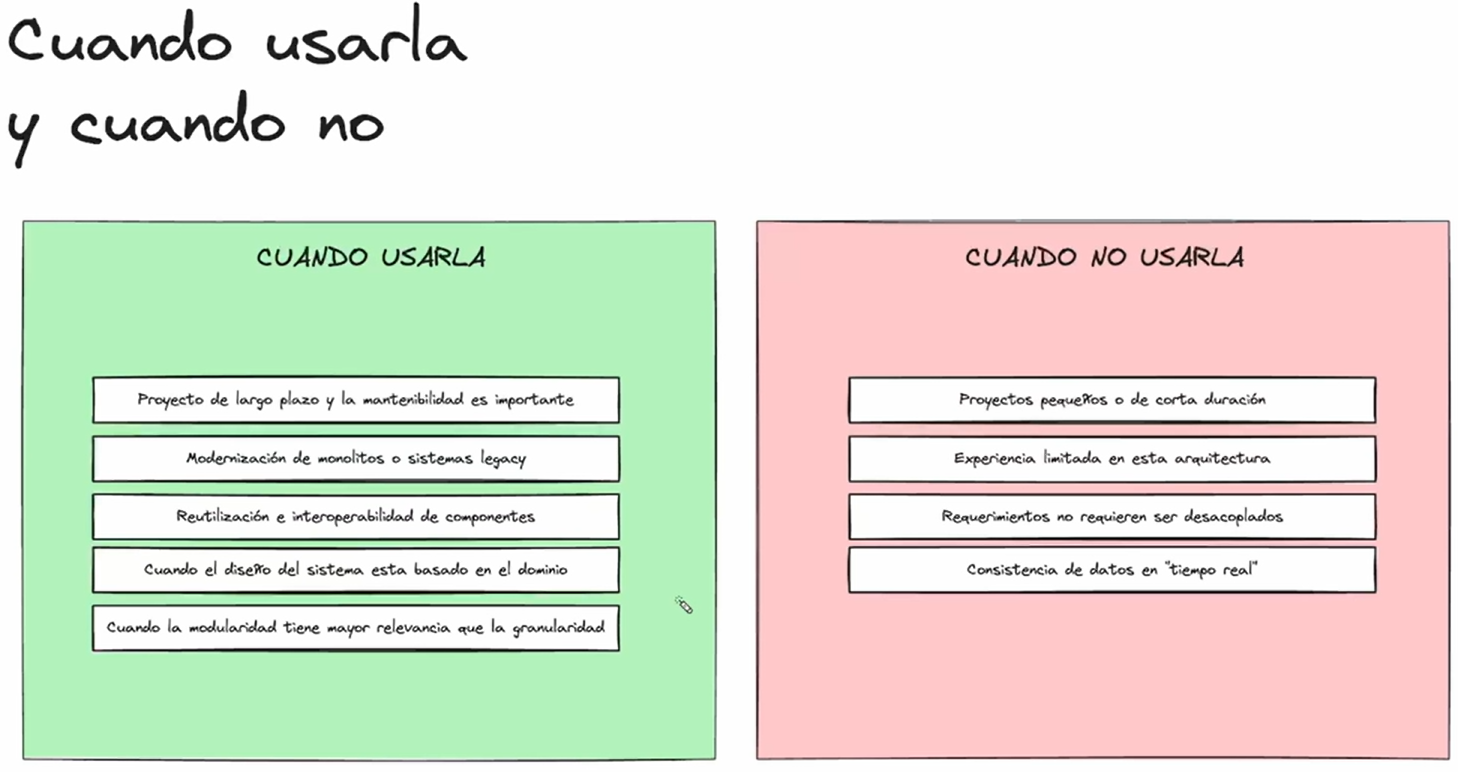 Cuando usarla
y cuando no
CUANDO USARLA
Proyecto de largo plazo y la mantenibilidad es importante
Modernización de monolitos o sistemas legacy
Reutilización e interoperabilidad de componentes
Cuando el diseño del sistema esta basado en el dominio
Cuando la modularidad tiene mayor relevancia que la granularidad
CUANDO NO USARLA
Proyectos pequeños o de corta duración
Experiencia limitada en esta arquitectura
Requerimientos no requieren ser desacoplados
Consistencia de datos en "tiempo real"